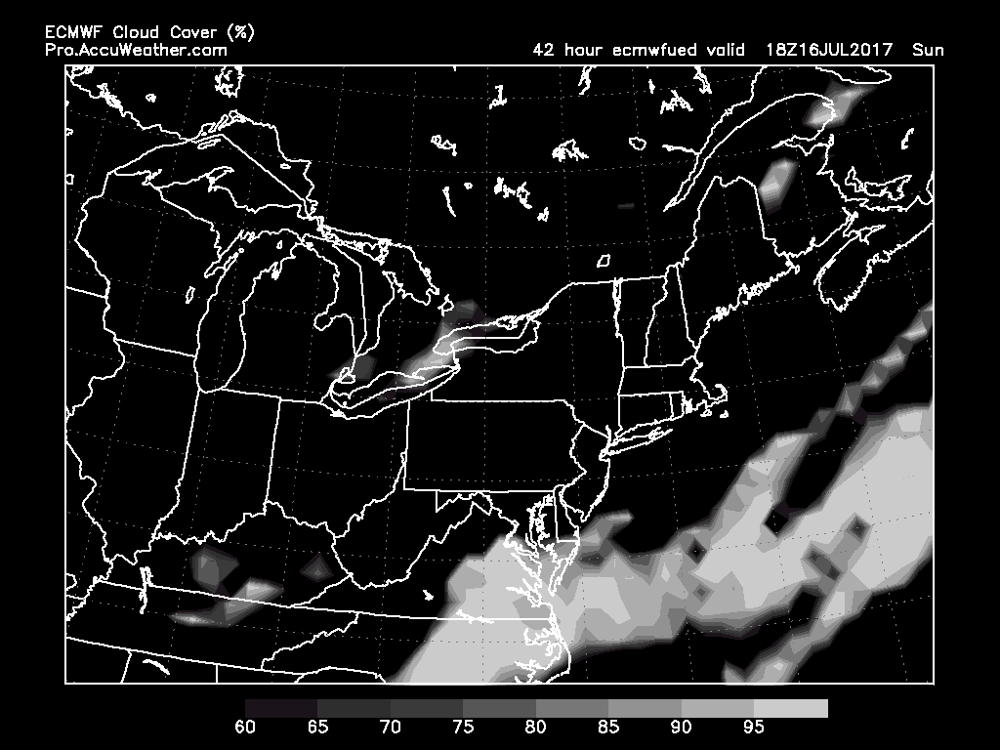 ECMWF Cloud Cover (%)
Pro.AccuWeather.com
42 hour ecmwfued valid 18Z16JUL2017 Sun
60 65 70 75 80 85 90 95